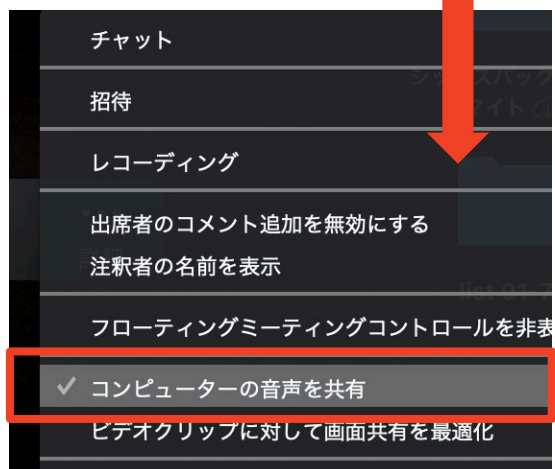 チャット
招待
レコーディング
出席者のコメント追加を無効にする
注釈者の名前を表示
フローティングミーティングコントロールを非表
コンピューターの音声を共有
ビデオクリップに対して画面共有を最適化